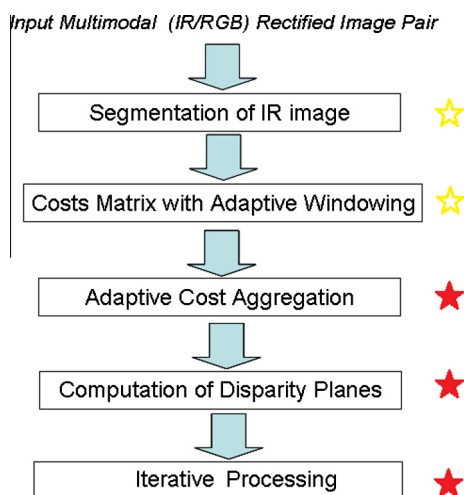 Input Multimodal (IR/RGB) Rectified Image Pair
Segmentation of IR image
Costs Matrix with Adaptive Windowing
Adaptive Cost Aggregation
Computation of Disparity Planes
Iterative Processing